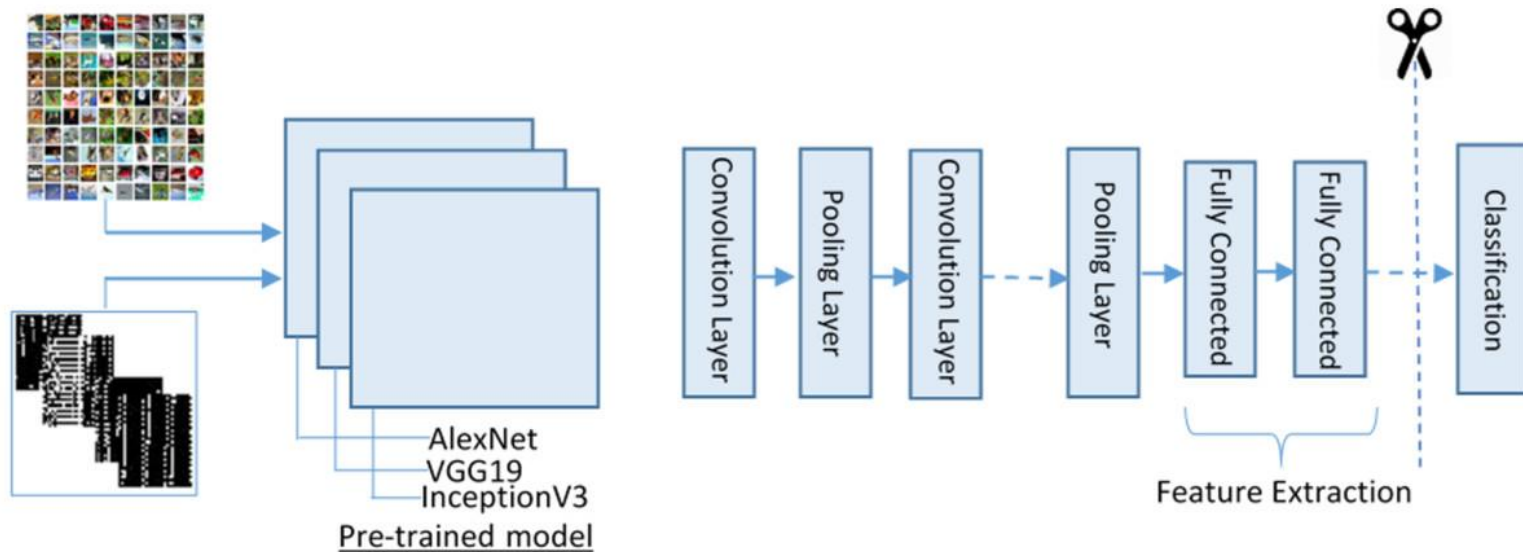 AlexNet
VGG19
InceptionV3
Pre-trained model
Convolution Layer
Pooling Layer
Convolution Layer
Pooling Layer
Fully Connected
Fully Connected
Feature Extraction
Classification